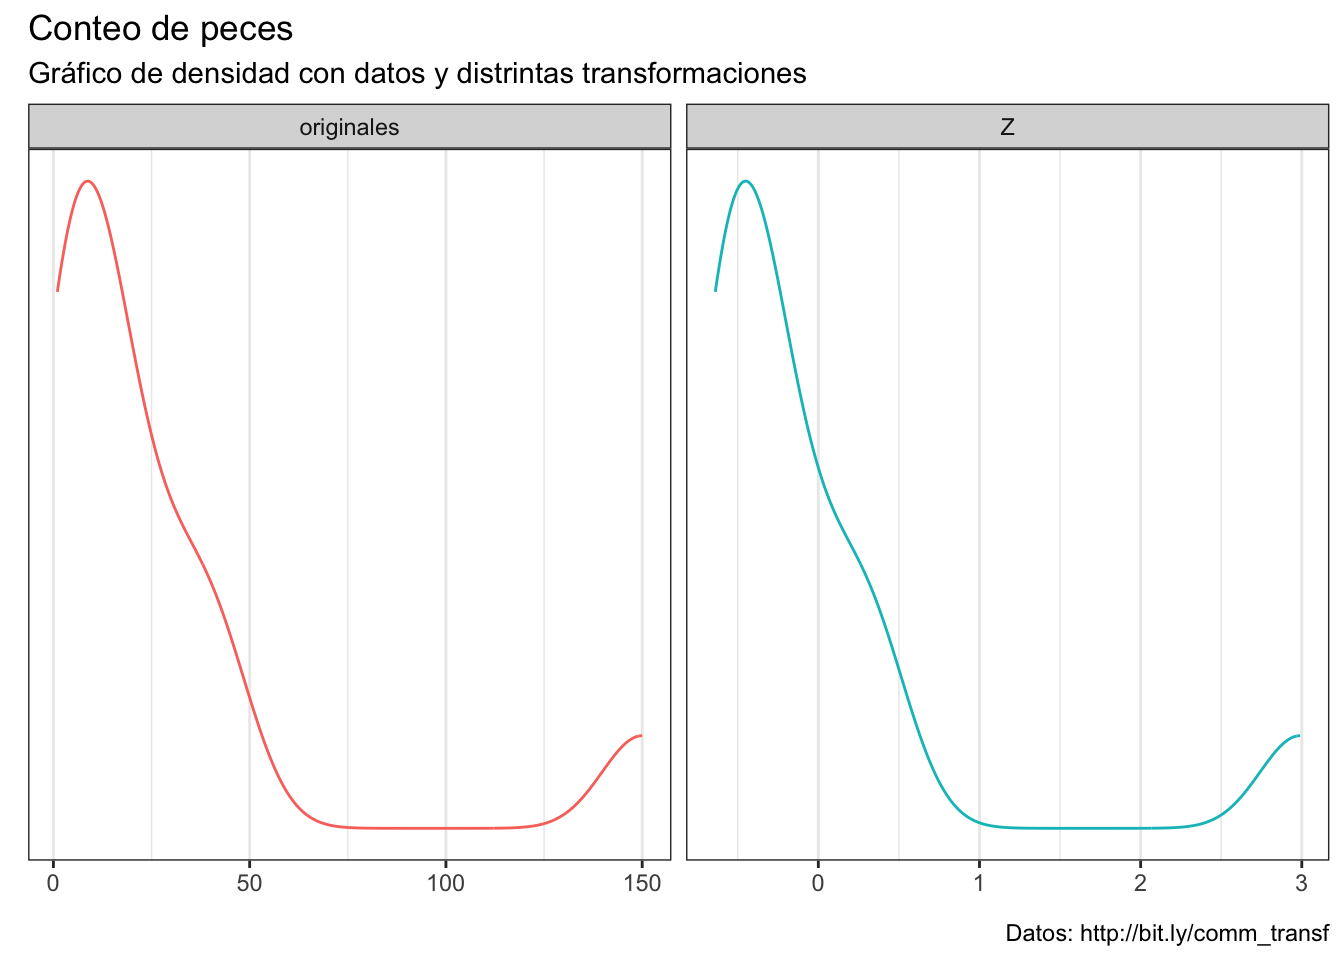 Conteo de peces
Gráfico de densidad con datos y distrintas transformaciones
originales
Z
0 50 100 150
0 1 2 3
Datos: http://bit.ly/comm_transf